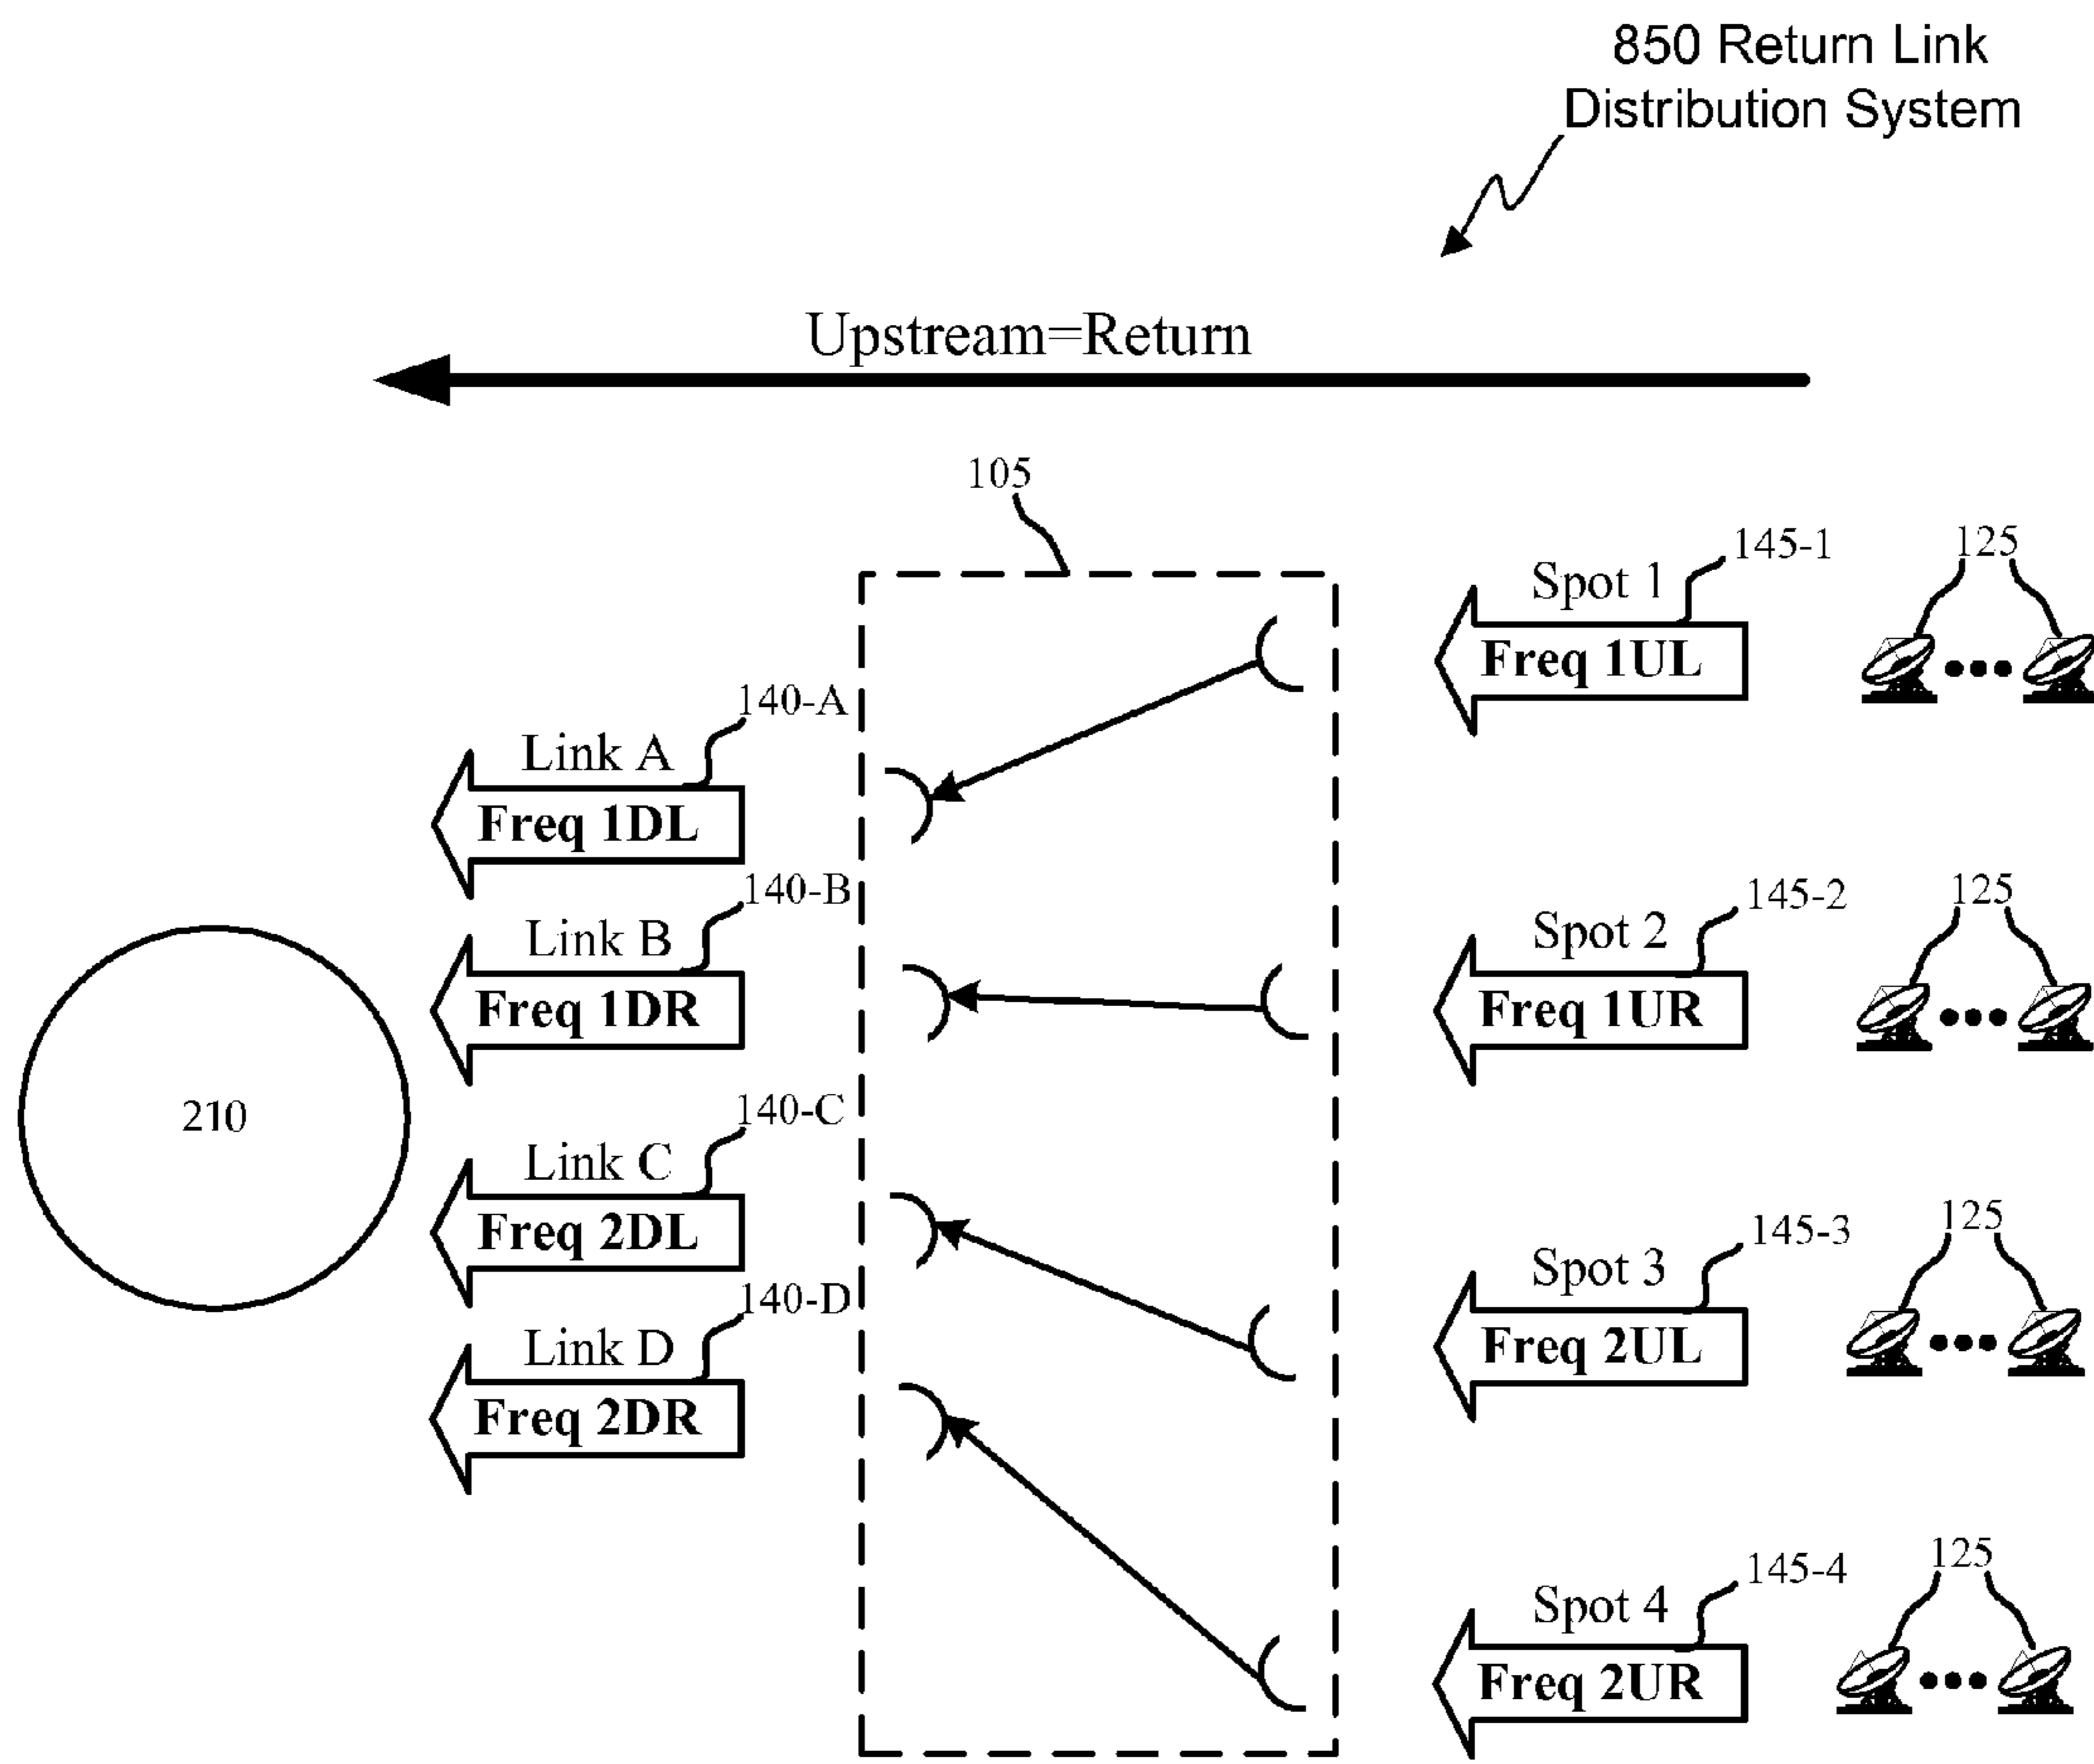 850 Return Link
Distribution System
Upstream=Return
105
145-1
125
Spot 1
Freq 1UL
140-A
Link A
Freq 1DL
140-B
145-2
125
Link B
Spot 2
Freq 1DR
Freq 1UR
210
140-C
Link C
145-3
125
Freq 2DL
Spot 3
140-D
Link D
Freq 2UL
Freq 2DR
145-4
125
Spot 4
Freq 2UR